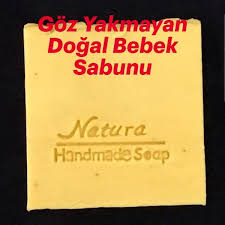 Göz Yakmayan
Doğal Bebek
Sabunu
Natura
Handmade Soap